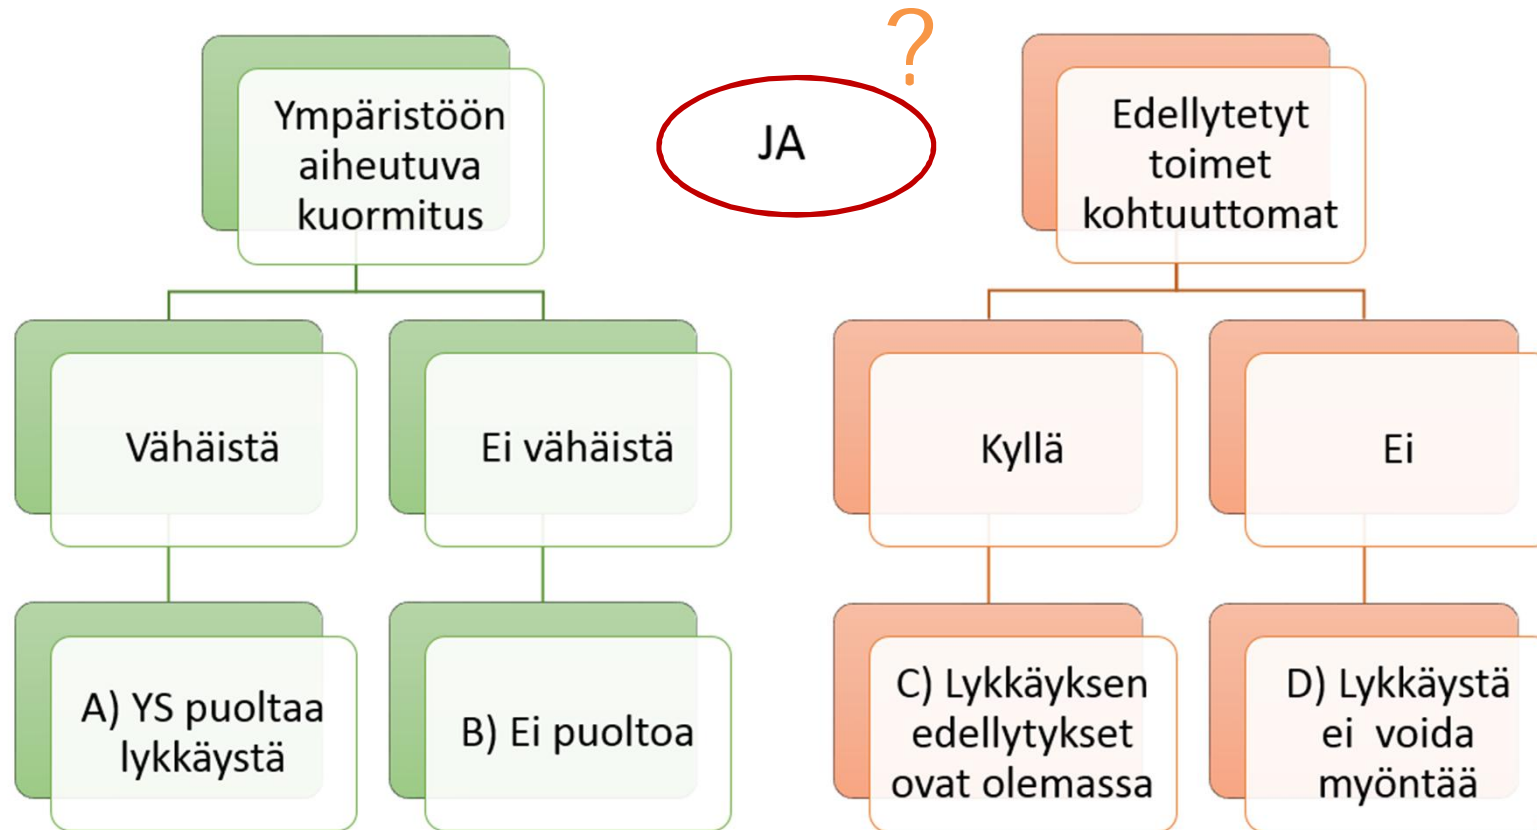 Ympäristöön
aiheutuva
kuormitus
JA
?
Edellytetyt
toimet
kohtuuttomat
Vähäistä
Ei vähäistä
Kyllä
Ei
A) YS puoltaa
lykkäystä
B) Ei puoltoa
C) Lykkäyksen
edellytykset
ovat olemassa
D) Lykkäystä
ei voida
myöntää